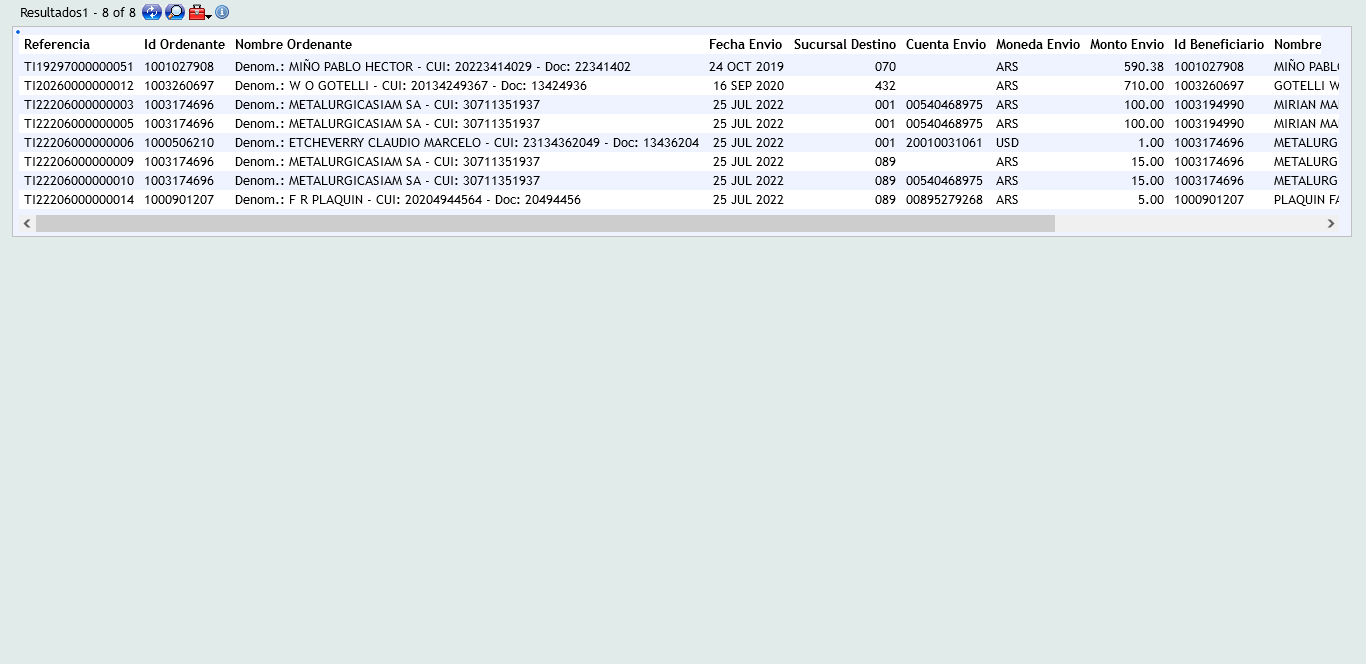 Resultados1 - 8 of 8
Referencia Id Ordenante Nombre Ordenante Fecha Envio Sucursal Destino Cuenta Envio Moneda Envio Monto Envio Id Beneficiario Nombre
TI19297000000051 1001027908 Denom.: MIÑO PABLO HECTOR - CUI: 20223414029 - Doc: 22341402 24 OCT 2019 070 ARS 590.38 1001027908 MIÑO PABL
TI20260000000012 1003260697 Denom.: W O GOTELLI - CUI: 20134249367 - Doc: 13424936 16 SEP 2020 432 ARS 710.00 1003260697 GOTELLI W
TI22206000000003 1003174696 Denom.: METALURGICASIAM SA - CUI: 30711351937 25 JUL 2022 001 00540468975 ARS 100.00 1003194990 MIRIAN MA
TI22206000000005 1003174696 Denom.: METALURGICASIAM SA - CUI: 30711351937 25 JUL 2022 001 00540468975 ARS 100.00 1003194990 MIRIAN MA
TI22206000000006 1000506210 Denom.: ETCHEVERRY CLAUDIO MARCELO - CUI: 23134362049 - Doc: 13436204 25 JUL 2022 001 20010031061 USD 1.00 1003174696 METALURG
TI22206000000009 1003174696 Denom.: METALURGICASIAM SA - CUI: 30711351937 25 JUL 2022 089 ARS 15.00 1003174696 METALURG
TI22206000000010 1003174696 Denom.: METALURGICASIAM SA - CUI: 30711351937 25 JUL 2022 089 00540468975 ARS 15.00 1003174696 METALURG
TI22206000000014 1000901207 Denom.: F R PLAQUIN - CUI: 20204944564 - Doc: 20494456 25 JUL 2022 089 00895279268 ARS 5.00 1000901207 PLAQUIN FA